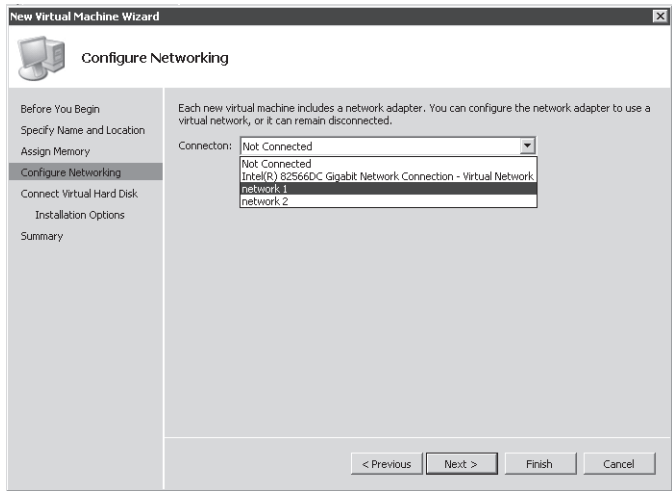 New Virtual Machine Wizard
Configure Networking
Before You Begin
Specify Name and Location
Assign Memory
Configure Networking
Connect Virtual Hard Disk
Installation Options
Summary
Each new virtual machine includes a network adapter. You can configure the network adapter to use a
virtual network, or it can remain disconnected.
Connecton: Not Connected
Not Connected
Intel(R) 82566DC Gigabit Network Connection - Virtual Network
network 1
network 2
< Previous Next > Finish Cancel